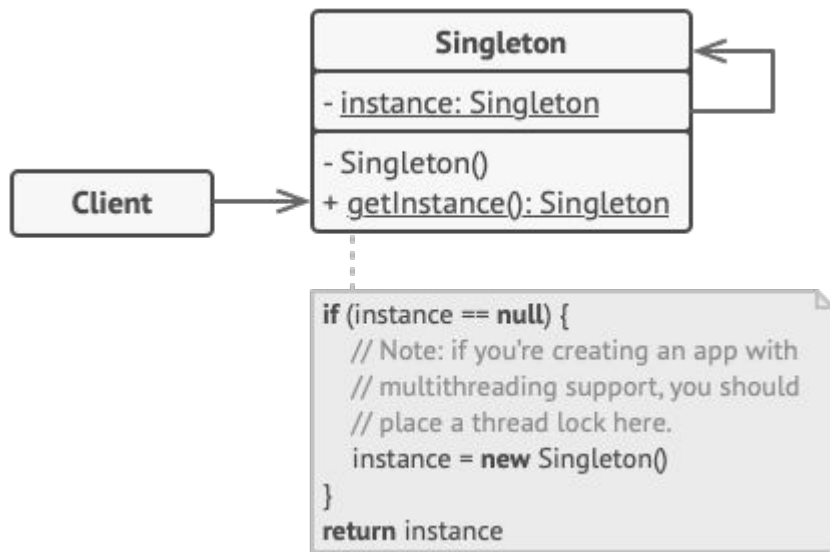 Singleton
- instance: Singleton
- Singleton()
+ getInstance(): Singleton
Client
if (instance == null) {
// Note: if you're creating an app with
// multithreading support, you should
// place a thread lock here.
instance = new Singleton()
}
return instance